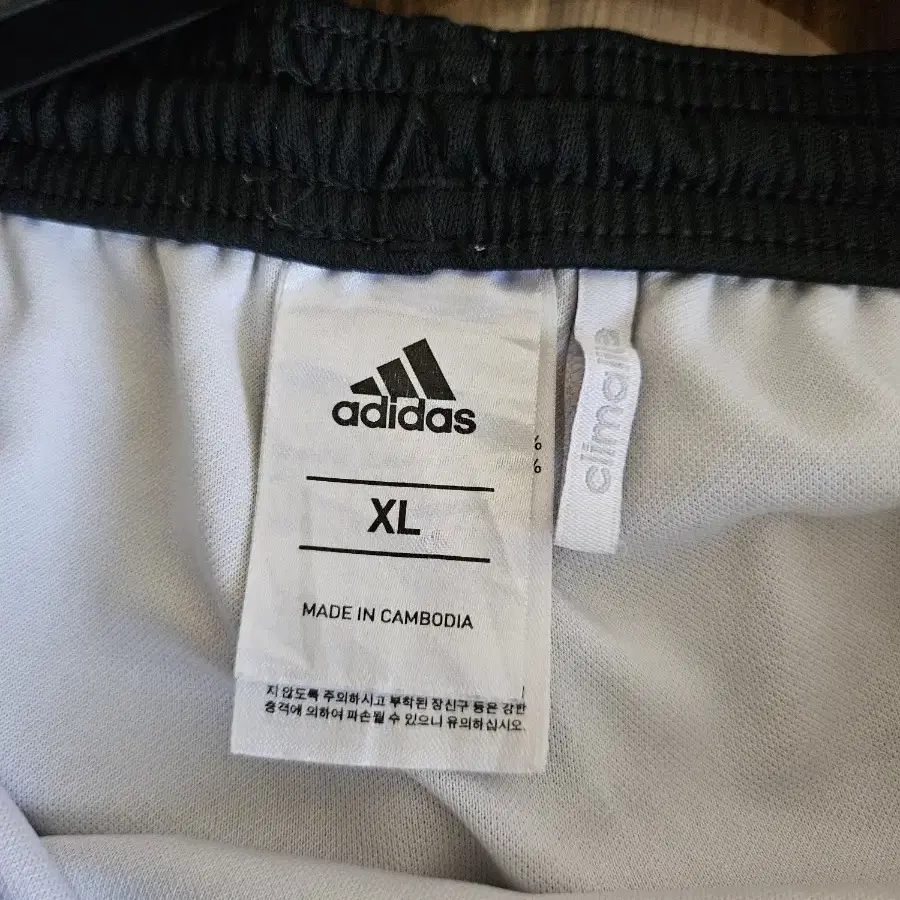 adidas
XL
MADE IN CAMBODIA
지 않도록 주의하시고 부착된 장신구 등은 강한
충격에 의하여 파손될 수 있으니 유의하십시오.
%
%